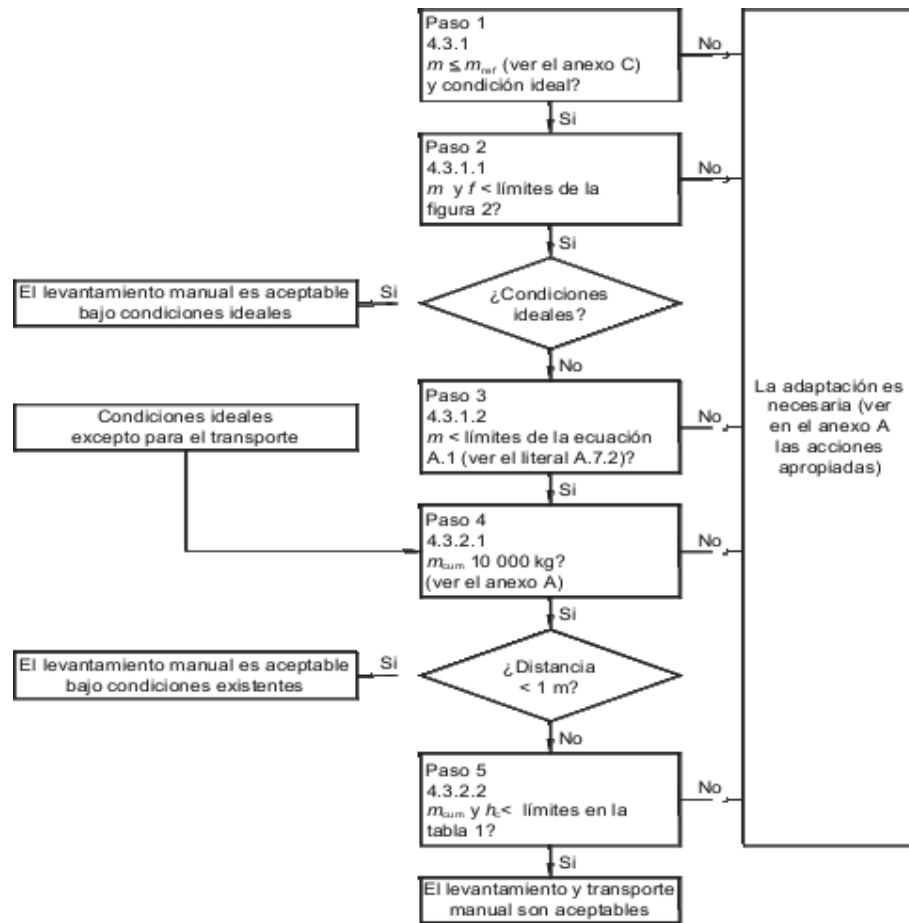 Paso 1
4.3.1
m ≤ m_ref (ver el anexo C)
y condición ideal?
No
Si
Paso 2
4.3.1.1
m y f < límites de la
figura 2?
No
Si
¿Condiciones
ideales?
Si
El levantamiento manual es aceptable
bajo condiciones ideales
No
Paso 3
4.3.1.2
m < límites de la ecuación
A.1 (ver el literal A.7.2)?
No
Condiciones ideales
excepto para el transporte
Si
Paso 4
4.3.2.1
m_cum 10 000 kg?
(ver el anexo A)
No
Si
¿Distancia
< 1 m?
Si
El levantamiento manual es aceptable
bajo condiciones existentes
No
Paso 5
4.3.2.2
m_cum y h_c< límites en la
tabla 1?
No
Si
El levantamiento y transporte
manual son aceptables
La adaptación es
necesaria (ver
en el anexo A
las acciones
apropiadas)